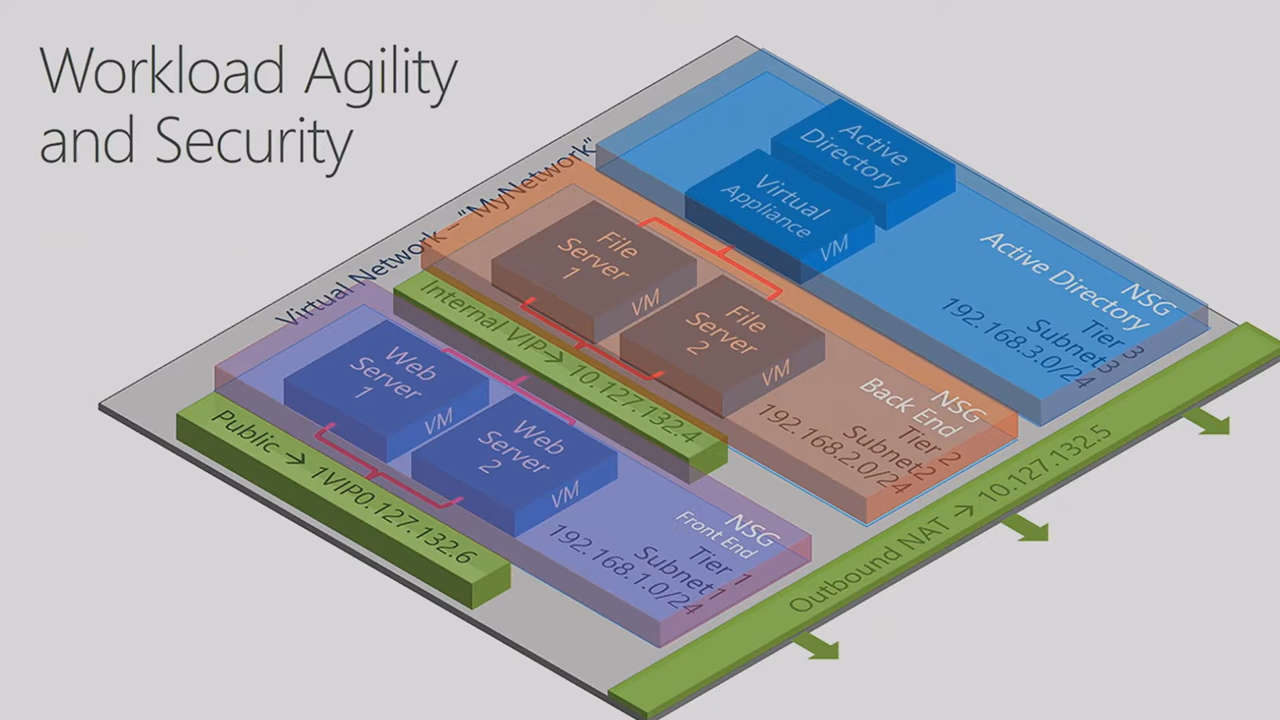 Workload Agility
and Security
Virtual Network – "MyNetwork"
Active
Directory
Virtual
Appliance
VM
NSG
Active Directory
Tier 3
Subnet3
192.168.3.0/24
File
Server
1
VM
File
Server
2
VM
NSG
Back End
Tier 2
Subnet2
192.168.2.0/24
Internal VIP→ 10.127.132.4
Web
Server
1
VM
Web
Server
2
VM
NSG
Front End
Tier 1
Subnet1
192.168.1.0/24
Public → 1VIP0.127.132.6
Outbound NAT → 10.127.132.5